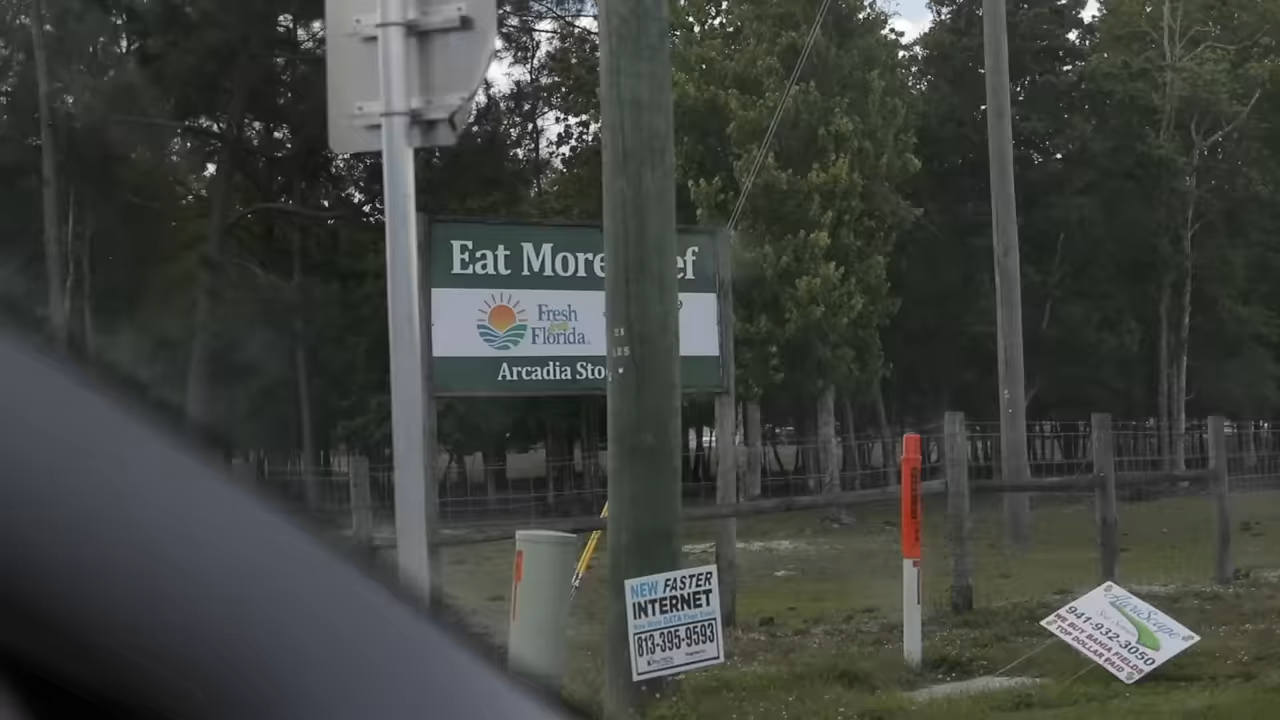 Eat More
Fresh
Florida
Arcadia
NEW FASTER
INTERNET
813-395-9593
941-932-3050
WE BUY BAHIA FIELDS
TOP DOLLAR PAID